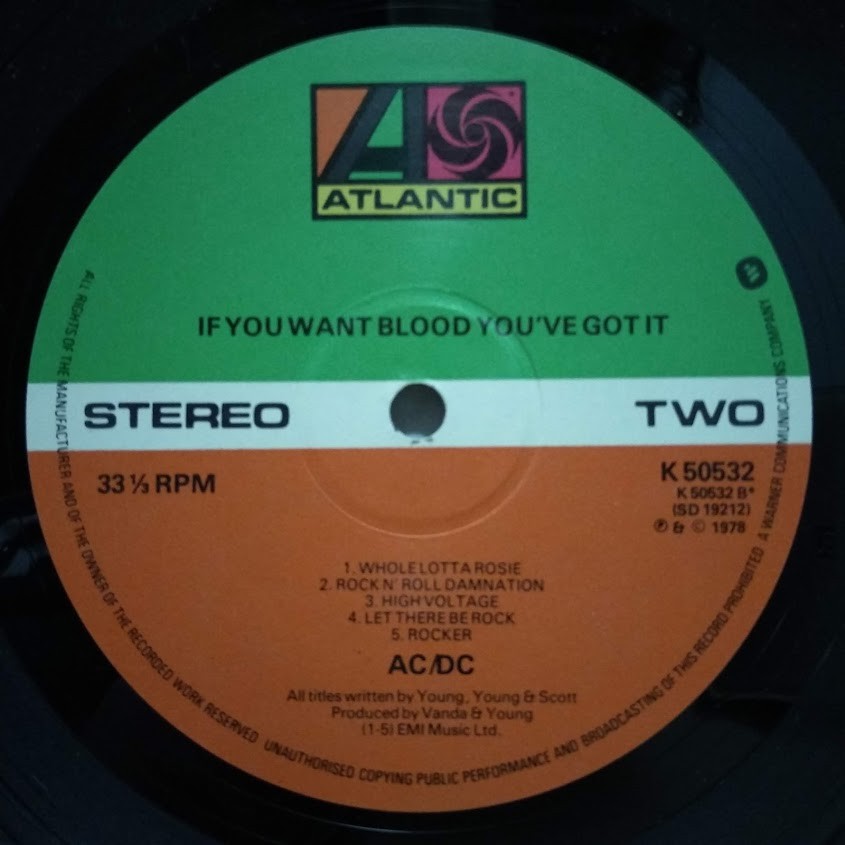 ATLANTIC
IF YOU WANT BLOOD YOU'VE GOT IT
STEREO
TWO
33 ⅓ RPM
K 50532
K 50532 B*
(SD 19212)
℗ & © 1978
1. WHOLE LOTTA ROSIE
2. ROCK N' ROLL DAMNATION
3. HIGH VOLTAGE
4. LET THERE BE ROCK
5. ROCKER
AC/DC
All titles written by Young, Young & Scott
Produced by Vanda & Young
(1-5) EMI Music Ltd.
ALL RIGHTS OF THE MANUFACTURER AND OF THE OWNER OF THE RECORDED WORK RESERVED UNAUTHORISED COPYING PUBLIC PERFORMANCE AND BROADCASTING OF THIS RECORD PROHIBITED A WARNER COMMUNICATIONS COMPANY